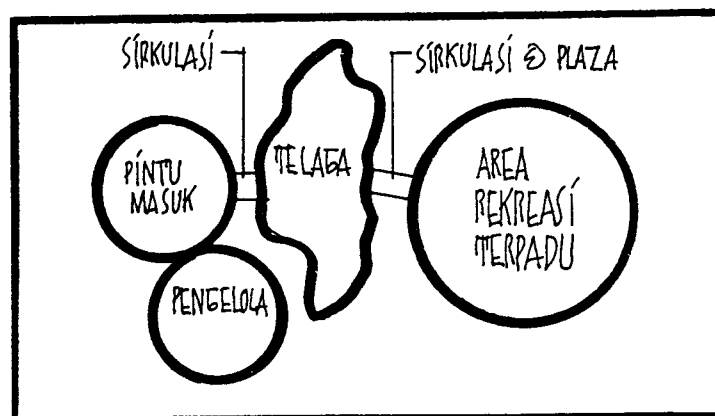 SIRKULASI
SIRKULASI & PLAZA
PINTU
MASUK
TELAGA
AREA
REKREASI
TERPADU
PENGELOLA